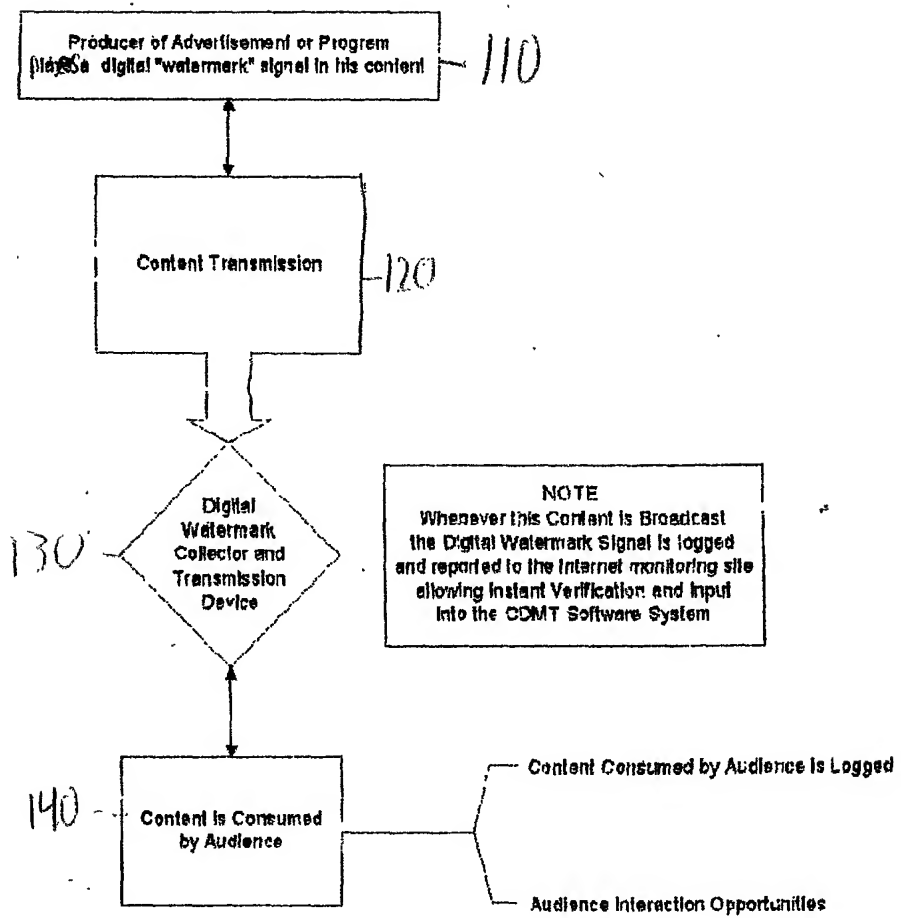 Producer of Advertisement or Program
a digital "watermark" signal in his content
110
Content Transmission
120
Digital
Watermark
Collector and
Transmission
Device
130
NOTE
Whenever this Content is Broadcast
the Digital Watermark Signal is logged
and reported to the Internet monitoring site
allowing Instant Verification and Input
into the CDMT Software System
140
Content is Consumed
by Audience
Content Consumed by Audience is Logged
Audience Interaction Opportunities